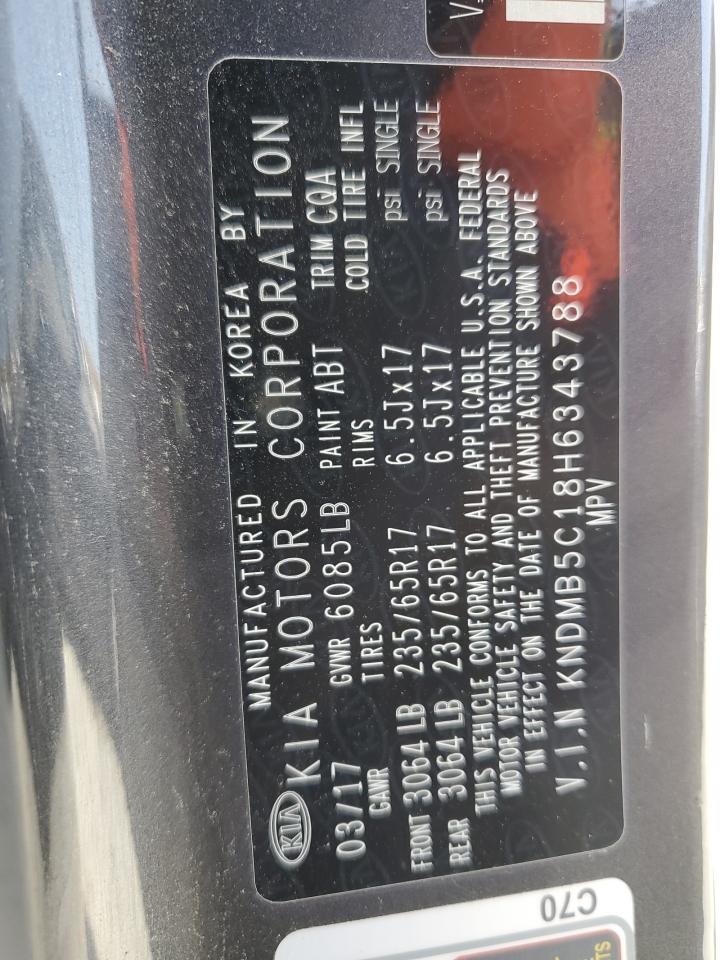 KIA
MANUFACTURED IN KOREA BY
KIA MOTORS CORPORATION
03/17 GVWR 6085LB PAINT ABT TRIM CQA
GAWR TIRES RIMS COLD TIRE INFL
FRONT 3064LB 235/65R17 6.5Jx17 psi SINGLE
REAR 3064LB 235/65R17 6.5Jx17 psi SINGLE
THIS VEHICLE CONFORMS TO ALL APPLICABLE U.S.A. FEDERAL
MOTOR VEHICLE SAFETY AND THEFT PREVENTION STANDARDS
IN EFFECT ON THE DATE OF MANUFACTURE SHOWN ABOVE
V.I.N KNDMB5C18H6343788
MPV
C70